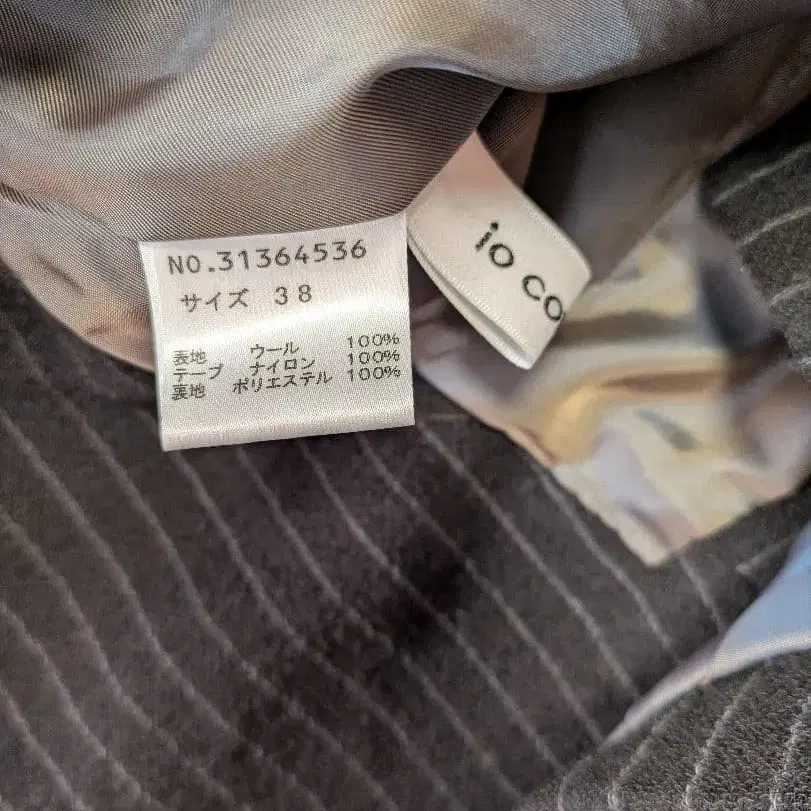 NO.31364536
サイズ 38
表地 ウール 100%
テープ ナイロン 100%
裏地 ポリエステル 100%
io co